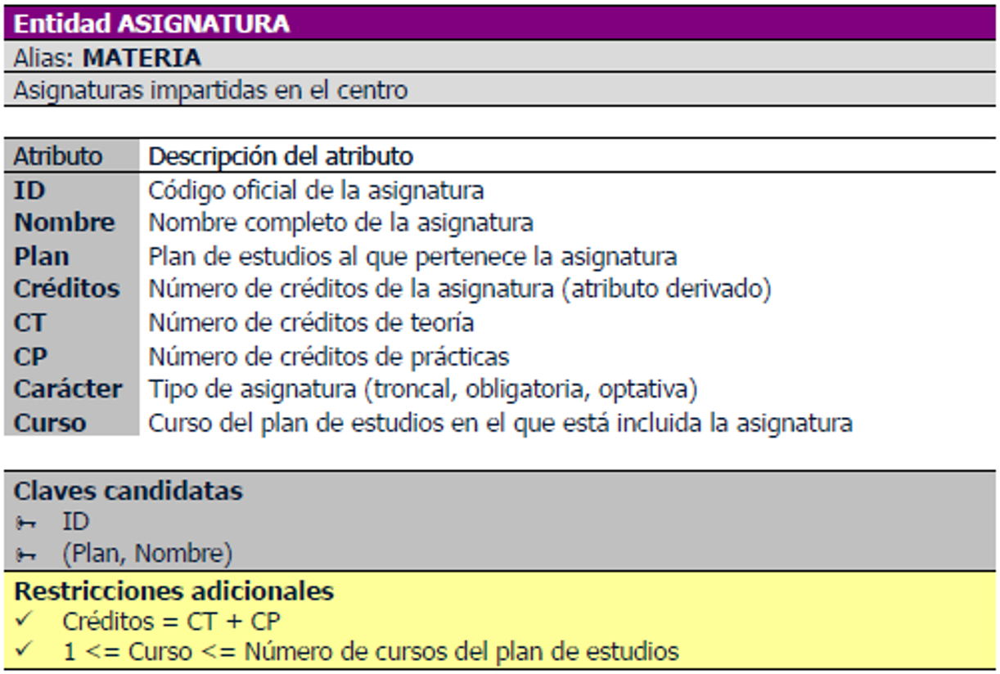 Entidad ASIGNATURA
Alias: MATERIA
Asignaturas impartidas en el centro
Atributo Descripción del atributo
ID Código oficial de la asignatura
Nombre Nombre completo de la asignatura
Plan Plan de estudios al que pertenece la asignatura
Créditos Número de créditos de la asignatura (atributo derivado)
CT Número de créditos de teoría
CP Número de créditos de prácticas
Carácter Tipo de asignatura (troncal, obligatoria, optativa)
Curso Curso del plan de estudios en el que está incluida la asignatura
Claves candidatas
ID
(Plan, Nombre)
Restricciones adicionales
✓ Créditos = CT + CP
✓ 1 <= Curso <= Número de cursos del plan de estudios